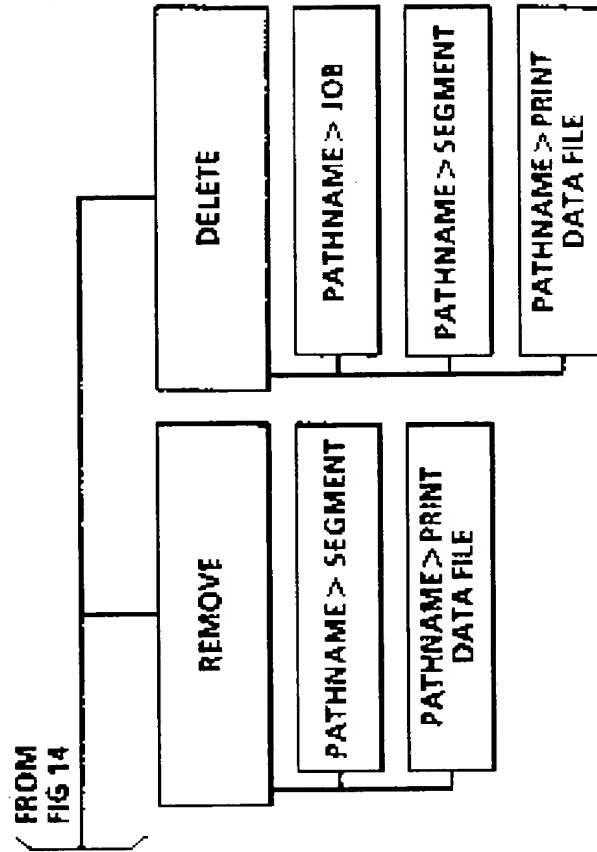 FROM
FIG 14
REMOVE
PATHNAME > SEGMENT
PATHNAME > PRINT
DATA FILE
DELETE
PATHNAME > JOB
PATHNAME > SEGMENT
PATHNAME > PRINT
DATA FILE